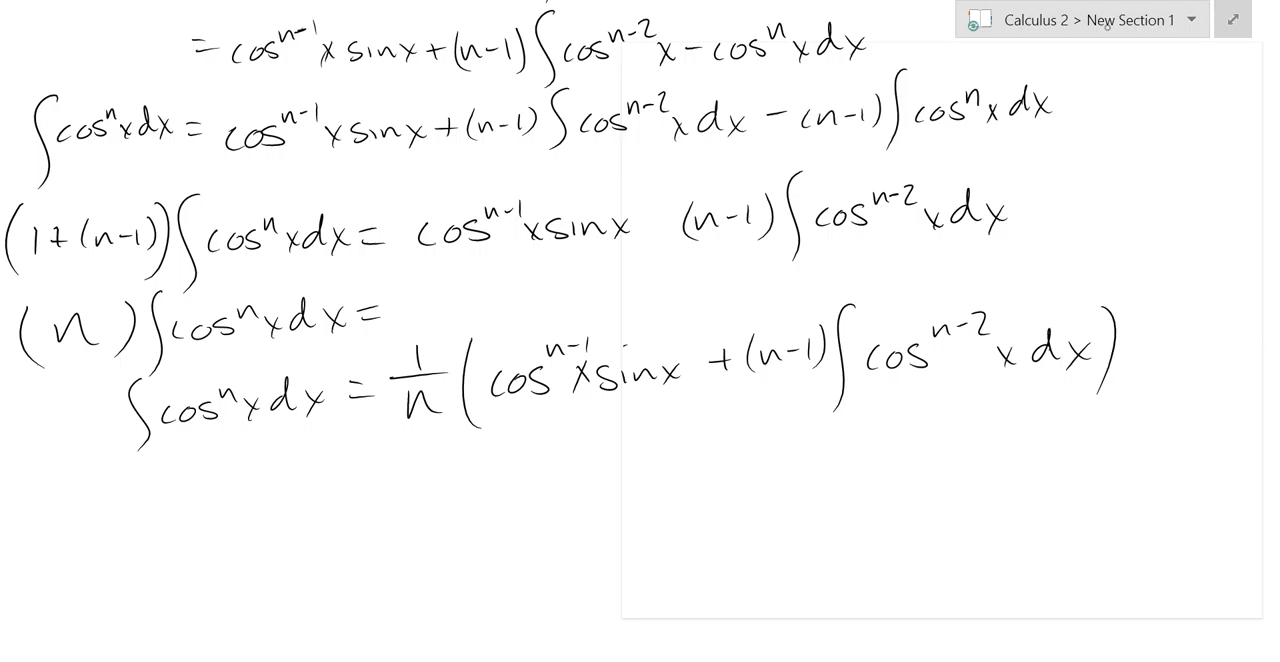 Calculus 2 > New Section 1
= cos^{n-1} x sinx + (n-1) ∫ cos^{n-2} x - cos^n x dx
∫ cos^n x dx = cos^{n-1} x sinx + (n-1) ∫ cos^{n-2} x dx - (n-1) ∫ cos^n x dx
(1+(n-1)) ∫ cos^n x dx = cos^{n-1} x sinx (n-1) ∫ cos^{n-2} x dx
(n) ∫ cos^n x dx =
∫ cos^n x dx = 1/n (cos^{n-1} x sinx + (n-1) ∫ cos^{n-2} x dx)